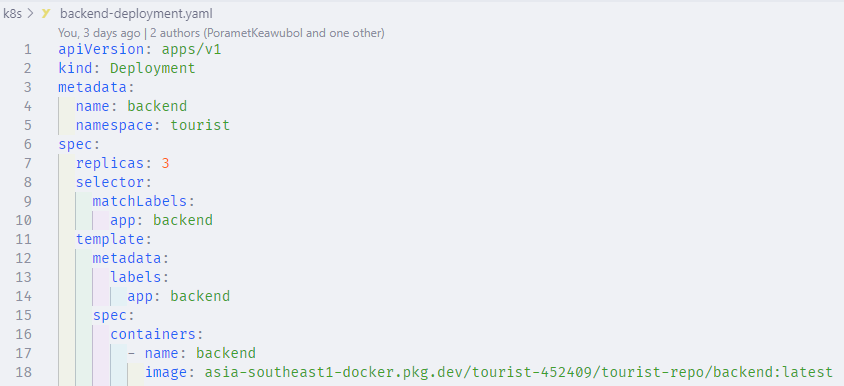 k8s > backend-deployment.yaml
You, 3 days ago | 2 authors (PorametKeawubol and one other)
1 apiVersion: apps/v1
2 kind: Deployment
3 metadata:
4   name: backend
5   namespace: tourist
6 spec:
7   replicas: 3
8   selector:
9     matchLabels:
10       app: backend
11   template:
12     metadata:
13       labels:
14         app: backend
15     spec:
16       containers:
17         - name: backend
18           image: asia-southeast1-docker.pkg.dev/tourist-452409/tourist-repo/backend:latest